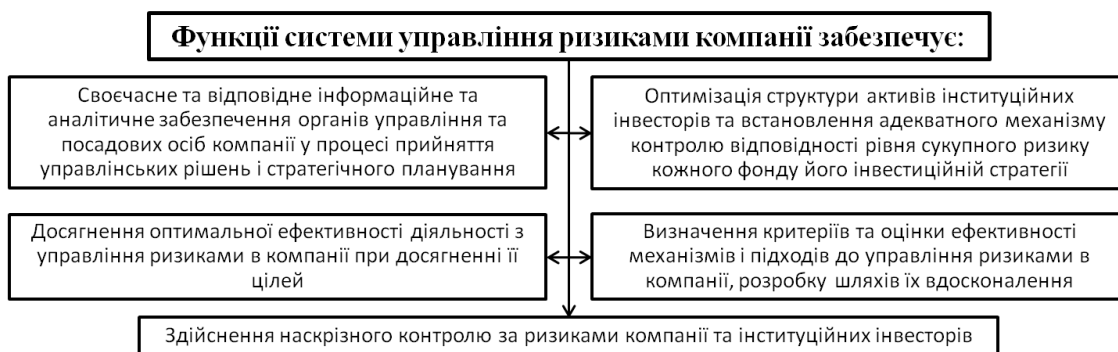 Функції системи управління ризиками компанії забезпечує:
Своєчасне та відповідне інформаційне та
аналітичне забезпечення органів управління та
посадових осіб компанії у процесі прийняття
управлінських рішень і стратегічного планування
Оптимізація структури активів інституційних
інвесторів та встановлення адекватного механізму
контролю відповідності рівня сукупного ризику
кожного фонду його інвестиційній стратегії
Досягнення оптимальної ефективності діяльності з
управління ризиками в компанії при досягненні її
цілей
Визначення критеріїв та оцінки ефективності
механізмів і підходів до управління ризиками в
компанії, розробку шляхів їх вдосконалення
Здійснення наскрізного контролю за ризиками компанії та інституційних інвесторів